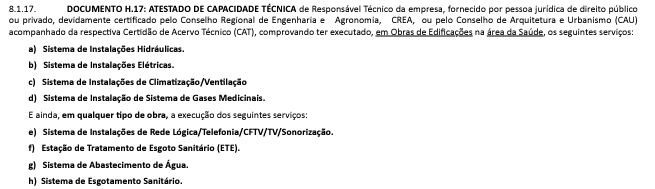 8.1.17. DOCUMENTO H.17: ATESTADO DE CAPACIDADE TÉCNICA de Responsável Técnico da empresa, fornecido por pessoa jurídica de direito público
ou privado, devidamente certificado pelo Conselho Regional de Engenharia e Agronomia, CREA, ou pelo Conselho de Arquitetura e Urbanismo (CAU)
acompanhado da respectiva Certidão de Acervo Técnico (CAT), comprovando ter executado, em Obras de Edificações na área da Saúde, os seguintes serviços:
a) Sistema de Instalações Hidráulicas.
b) Sistema de Instalações Elétricas.
c) Sistema de Instalações de Climatização/Ventilação
d) Sistema de Instalação de Sistema de Gases Medicinais.
E ainda, em qualquer tipo de obra, a execução dos seguintes serviços:
e) Sistema de Instalações de Rede Lógica/Telefonia/CFTV/TV/Sonorização.
f) Estação de Tratamento de Esgoto Sanitário (ETE).
g) Sistema de Abastecimento de Água.
h) Sistema de Esgotamento Sanitário.